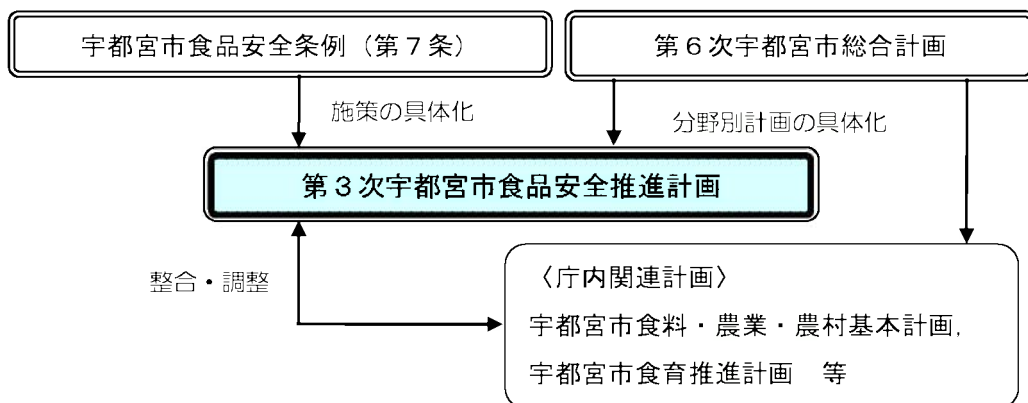 宇都宮市食品安全条例（第７条）
第６次宇都宮市総合計画
施策の具体化
分野別計画の具体化
第３次宇都宮市食品安全推進計画
整合・調整
〈庁内関連計画〉
宇都宮市食料・農業・農村基本計画，
宇都宮市食育推進計画　等